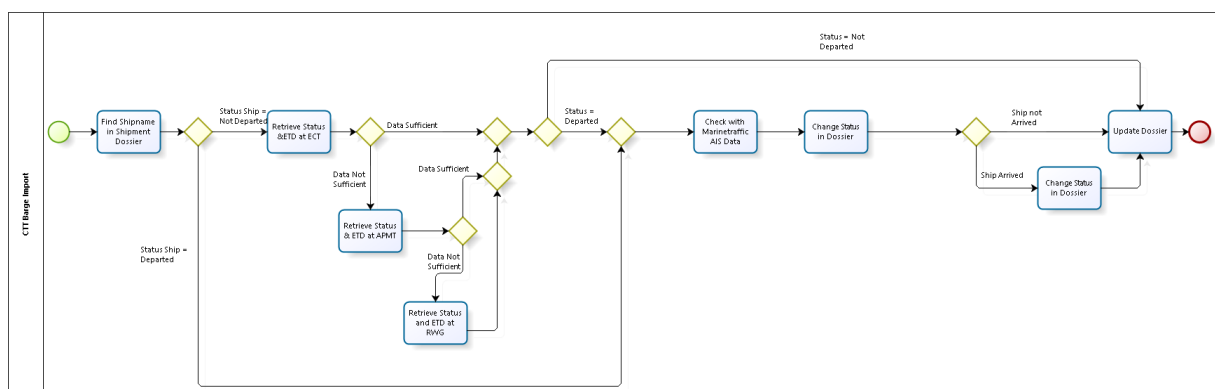 CTT Barge Import
Find Shipname
in Shipment
Dossier
Status Ship =
Not Departed
Retrieve Status
&ETD at ECT
Data Sufficient
Status =
Departed
Status = Not
Departed
Check with
Marinetraffic
AIS Data
Change Status
in Dossier
Ship not
Arrived
Update Dossier
Data Not
Sufficient
Data Sufficient
Ship Arrived
Change Status
in Dossier
Retrieve Status
& ETD at APMT
Status Ship =
Departed
Data Not
Sufficient
Retrieve Status
and ETD at
RWG